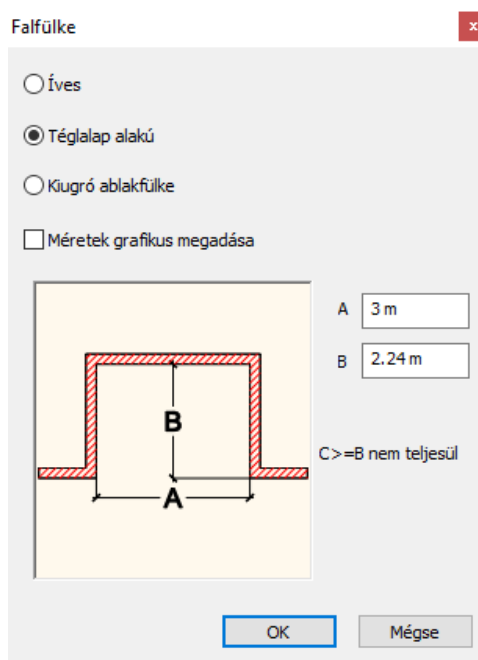 Falfülke
x
Íves
Téglalap alakú
Kiugró ablakfülke
Méretek grafikus megadása
A 3 m
B 2.24 m
B
A
C>=B nem teljesül
OK Mégse